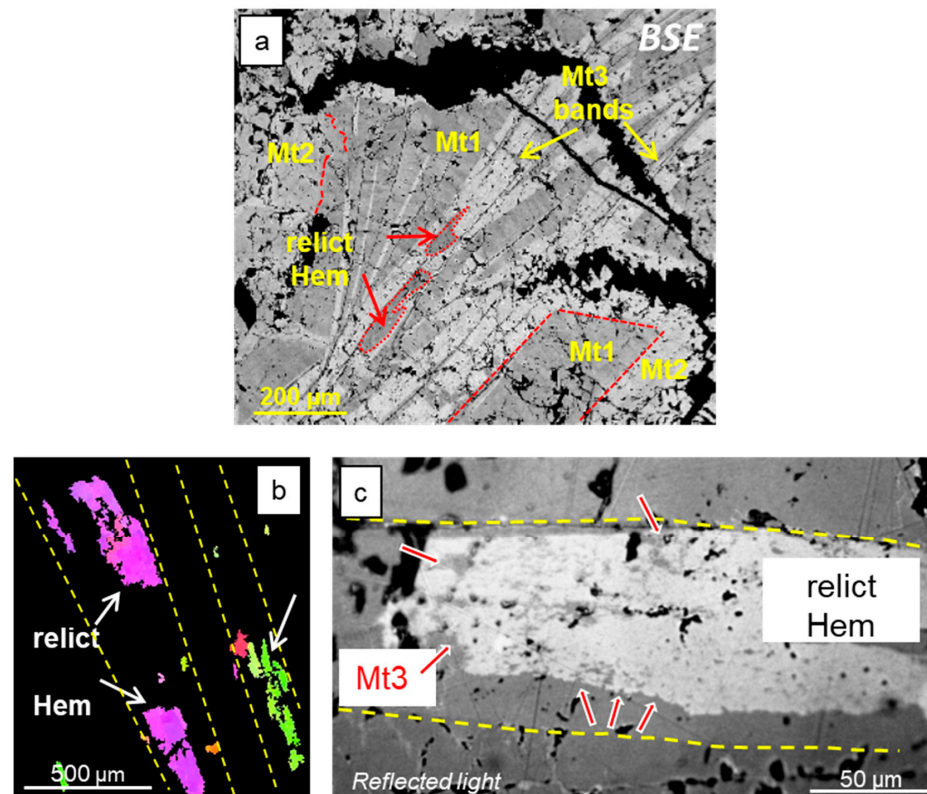 a
BSE
Mt3
bands
Mt1
Mt2
relict
Hem
Mt1
Mt2
200 µm
b
relict
Hem
500 µm
c
relict
Hem
Mt3
Reflected light
50 µm